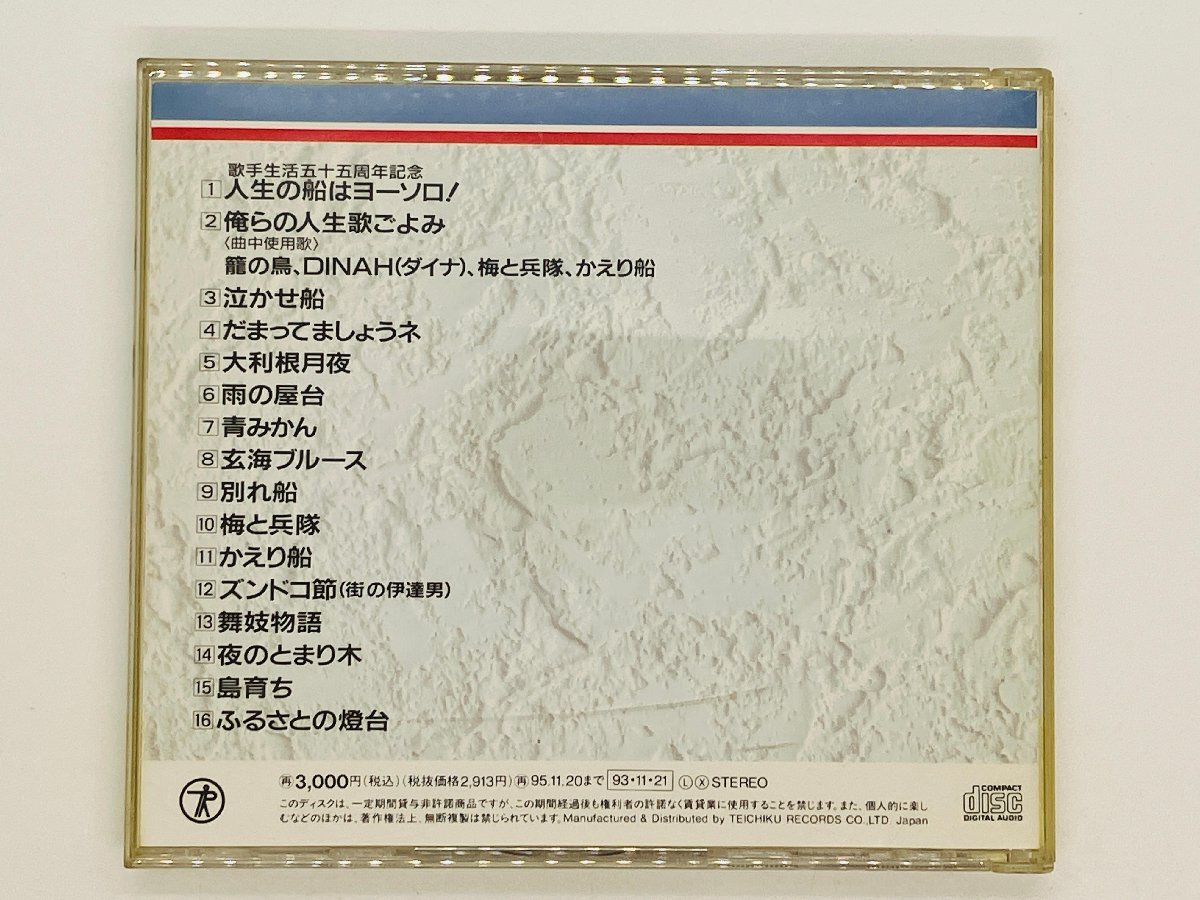 歌手生活五十五周年記念
1 人生の船はヨーソロ!
2 俺らの人生歌ごよみ
〈曲中使用歌〉
籠の鳥、DINAH(ダイナ)、梅と兵隊、かえり船
3 泣かせ船
4 だまってましょうネ
5 大利根月夜
6 雨の屋台
7 青みかん
8 玄海ブルース
9 別れ船
10 梅と兵隊
11 かえり船
12 ズンドコ節(街の伊達男)
13 舞妓物語
14 夜のとまり木
15 島育ち
16 ふるさとの燈台
再 3,000円(税込)(税抜価格2,913円) 再 95.11.20まで 93・11・21 Ⓛ Ⓧ STEREO
このディスクは、一定期間貸与非許諾商品ですが、この期間経過後も権利者の許諾なく賃貸業に使用することを禁じます。また、個人的に楽し
むなどのほかは、著作権法上、無断複製は禁じられています。Manufactured & Distributed by TEICHIKU RECORDS CO., LTD. Japan
COMPACT
disc
DIGITAL AUDIO